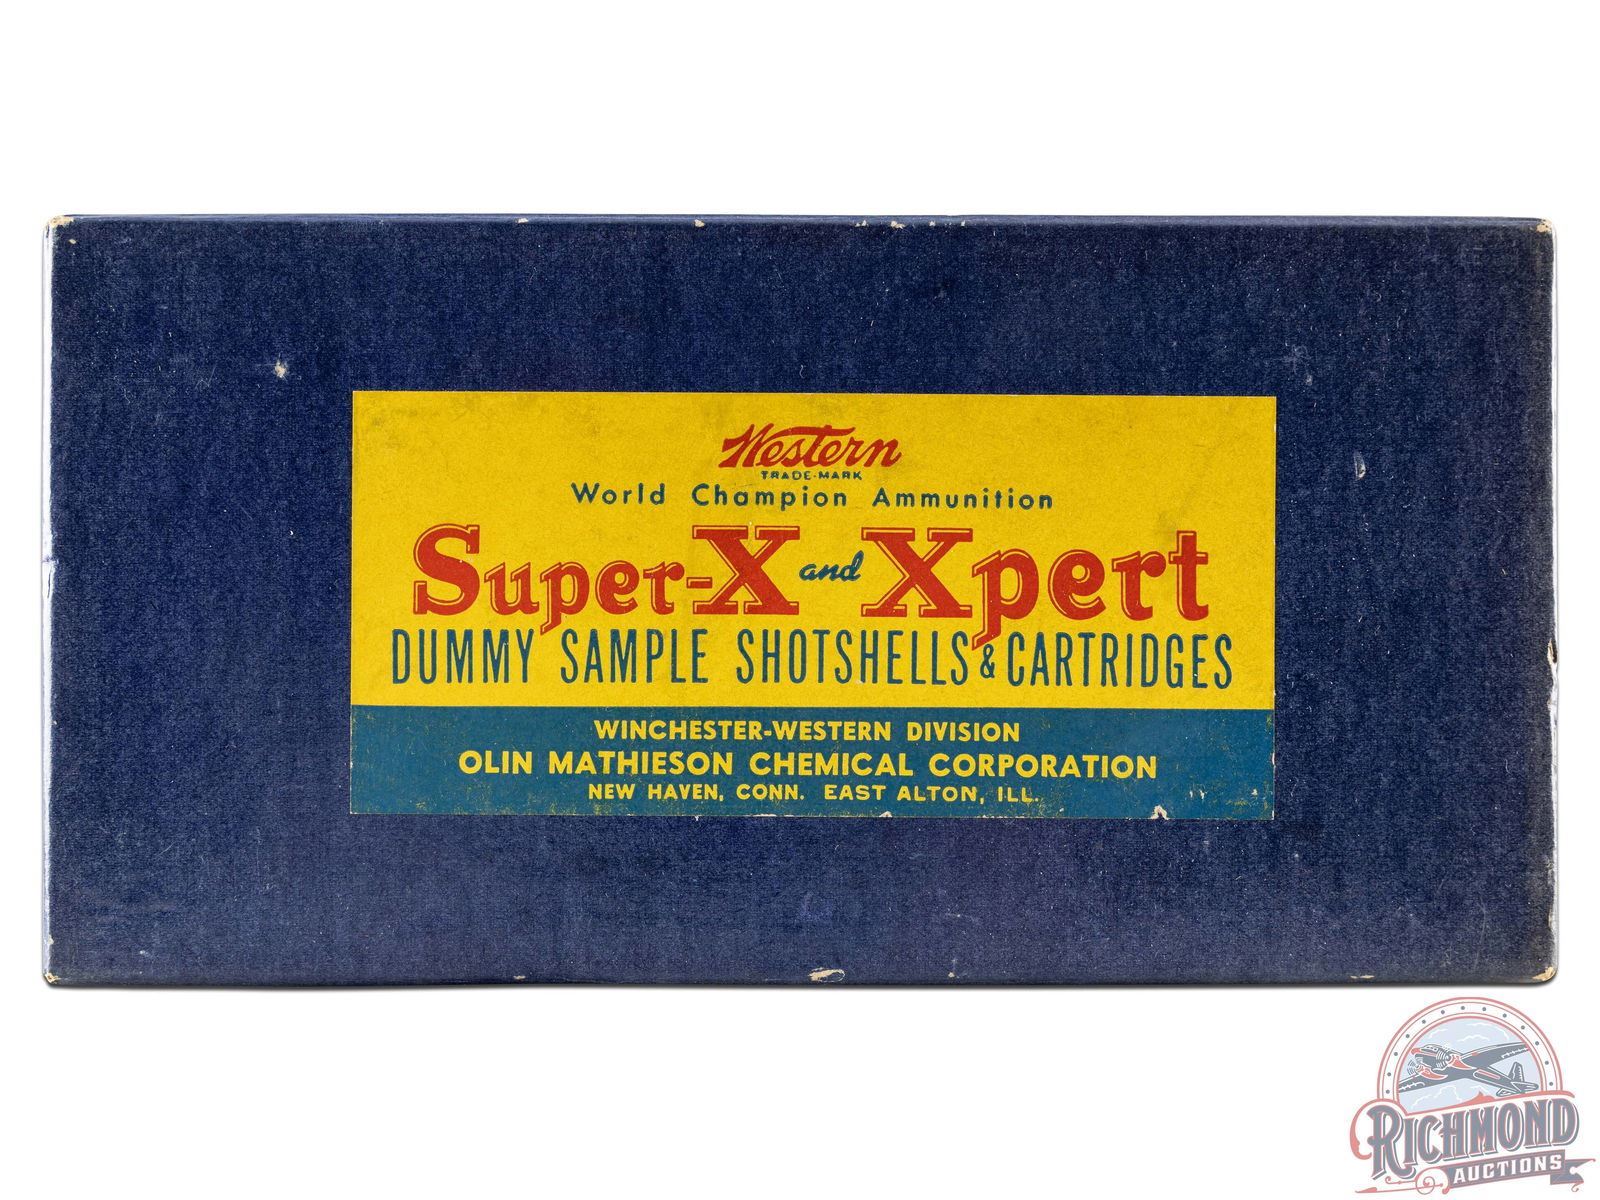 Western
TRADE-MARK
World Champion Ammunition
Super-X and Xpert
DUMMY SAMPLE SHOTSHELLS & CARTRIDGES
WINCHESTER-WESTERN DIVISION
OLIN MATHIESON CHEMICAL CORPORATION
NEW HAVEN, CONN. EAST ALTON, ILL.
RICHMOND
AUCTIONS